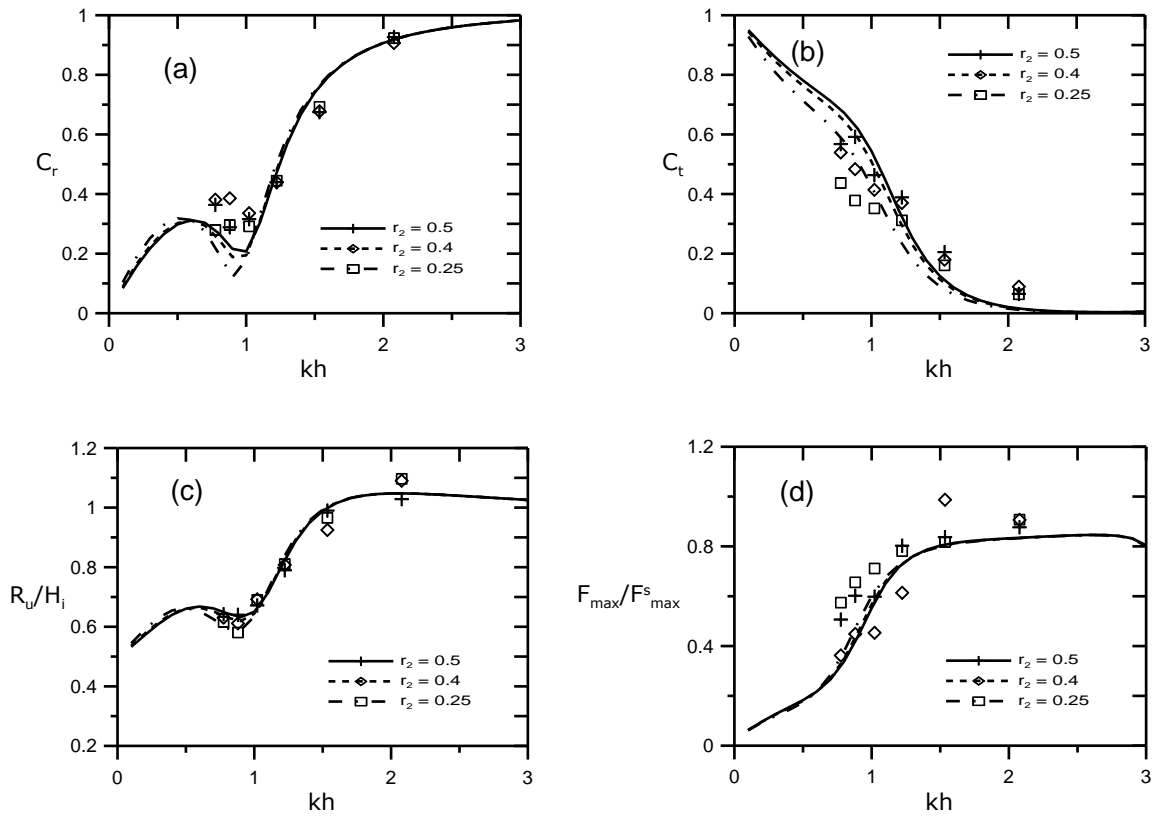 (a)
C_r
1
0.8
0.6
0.4
0.2
0
0 1 2 3
kh
r₂ = 0.5
r₂ = 0.4
r₂ = 0.25
(b)
C_t
1
0.8
0.6
0.4
0.2
0
0 1 2 3
kh
r₂ = 0.5
r₂ = 0.4
r₂ = 0.25
(c)
R_u/H_i
1.2
1
0.8
0.6
0.4
0.2
0 1 2 3
kh
r₂ = 0.5
r₂ = 0.4
r₂ = 0.25
(d)
F_max/F^s_max
1.2
0.8
0.4
0
0 1 2 3
kh
r₂ = 0.5
r₂ = 0.4
r₂ = 0.25